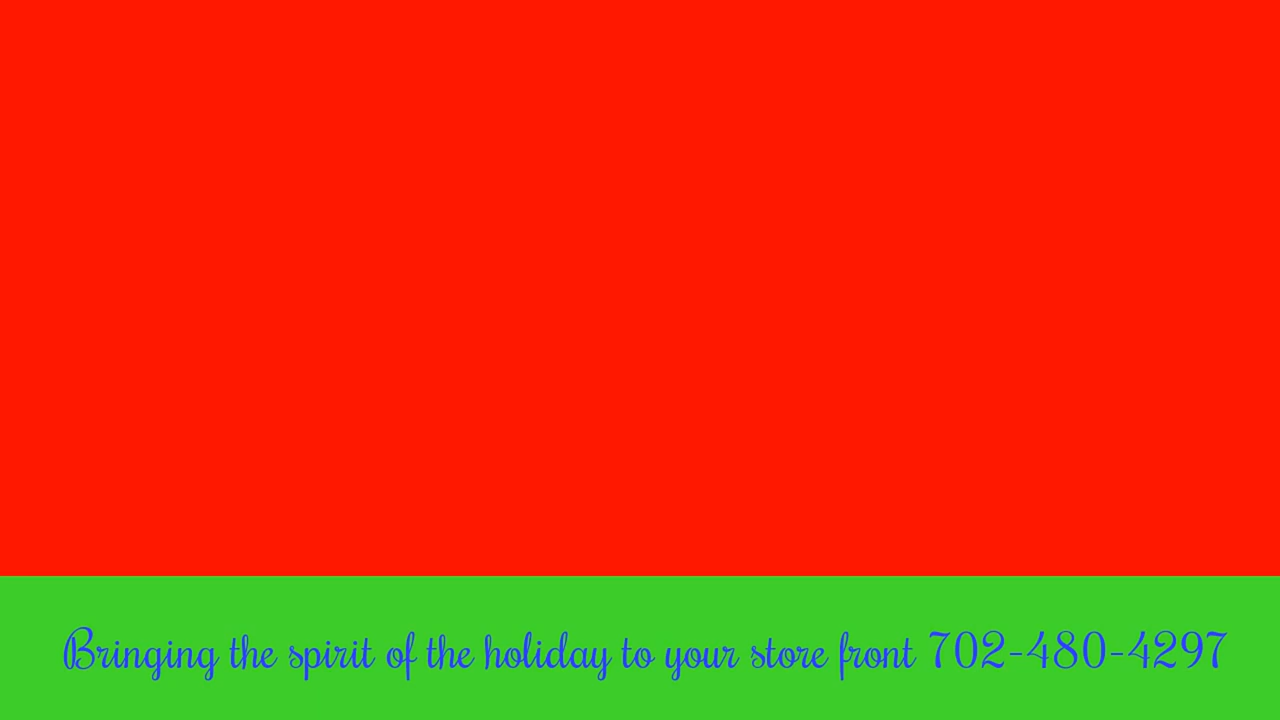 Bringing the spirit of the holiday to your store front 702-480-4297